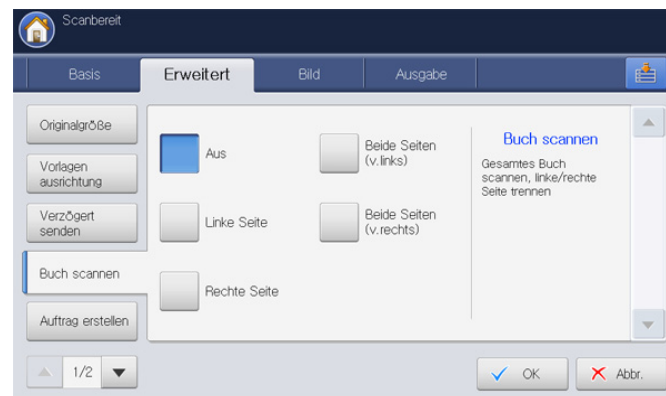 Scanbereit
Basis
Erweitert
Bild
Ausgabe
Originalgröße
Vorlagen
ausrichtung
Verzögert
senden
Buch scannen
Auftrag erstellen
1/2
Aus
Linke Seite
Rechte Seite
Beide Seiten
(v.links)
Beide Seiten
(v.rechts)
Buch scannen
Gesamtes Buch
scannen, linke/rechte
Seite trennen
OK
Abbr.